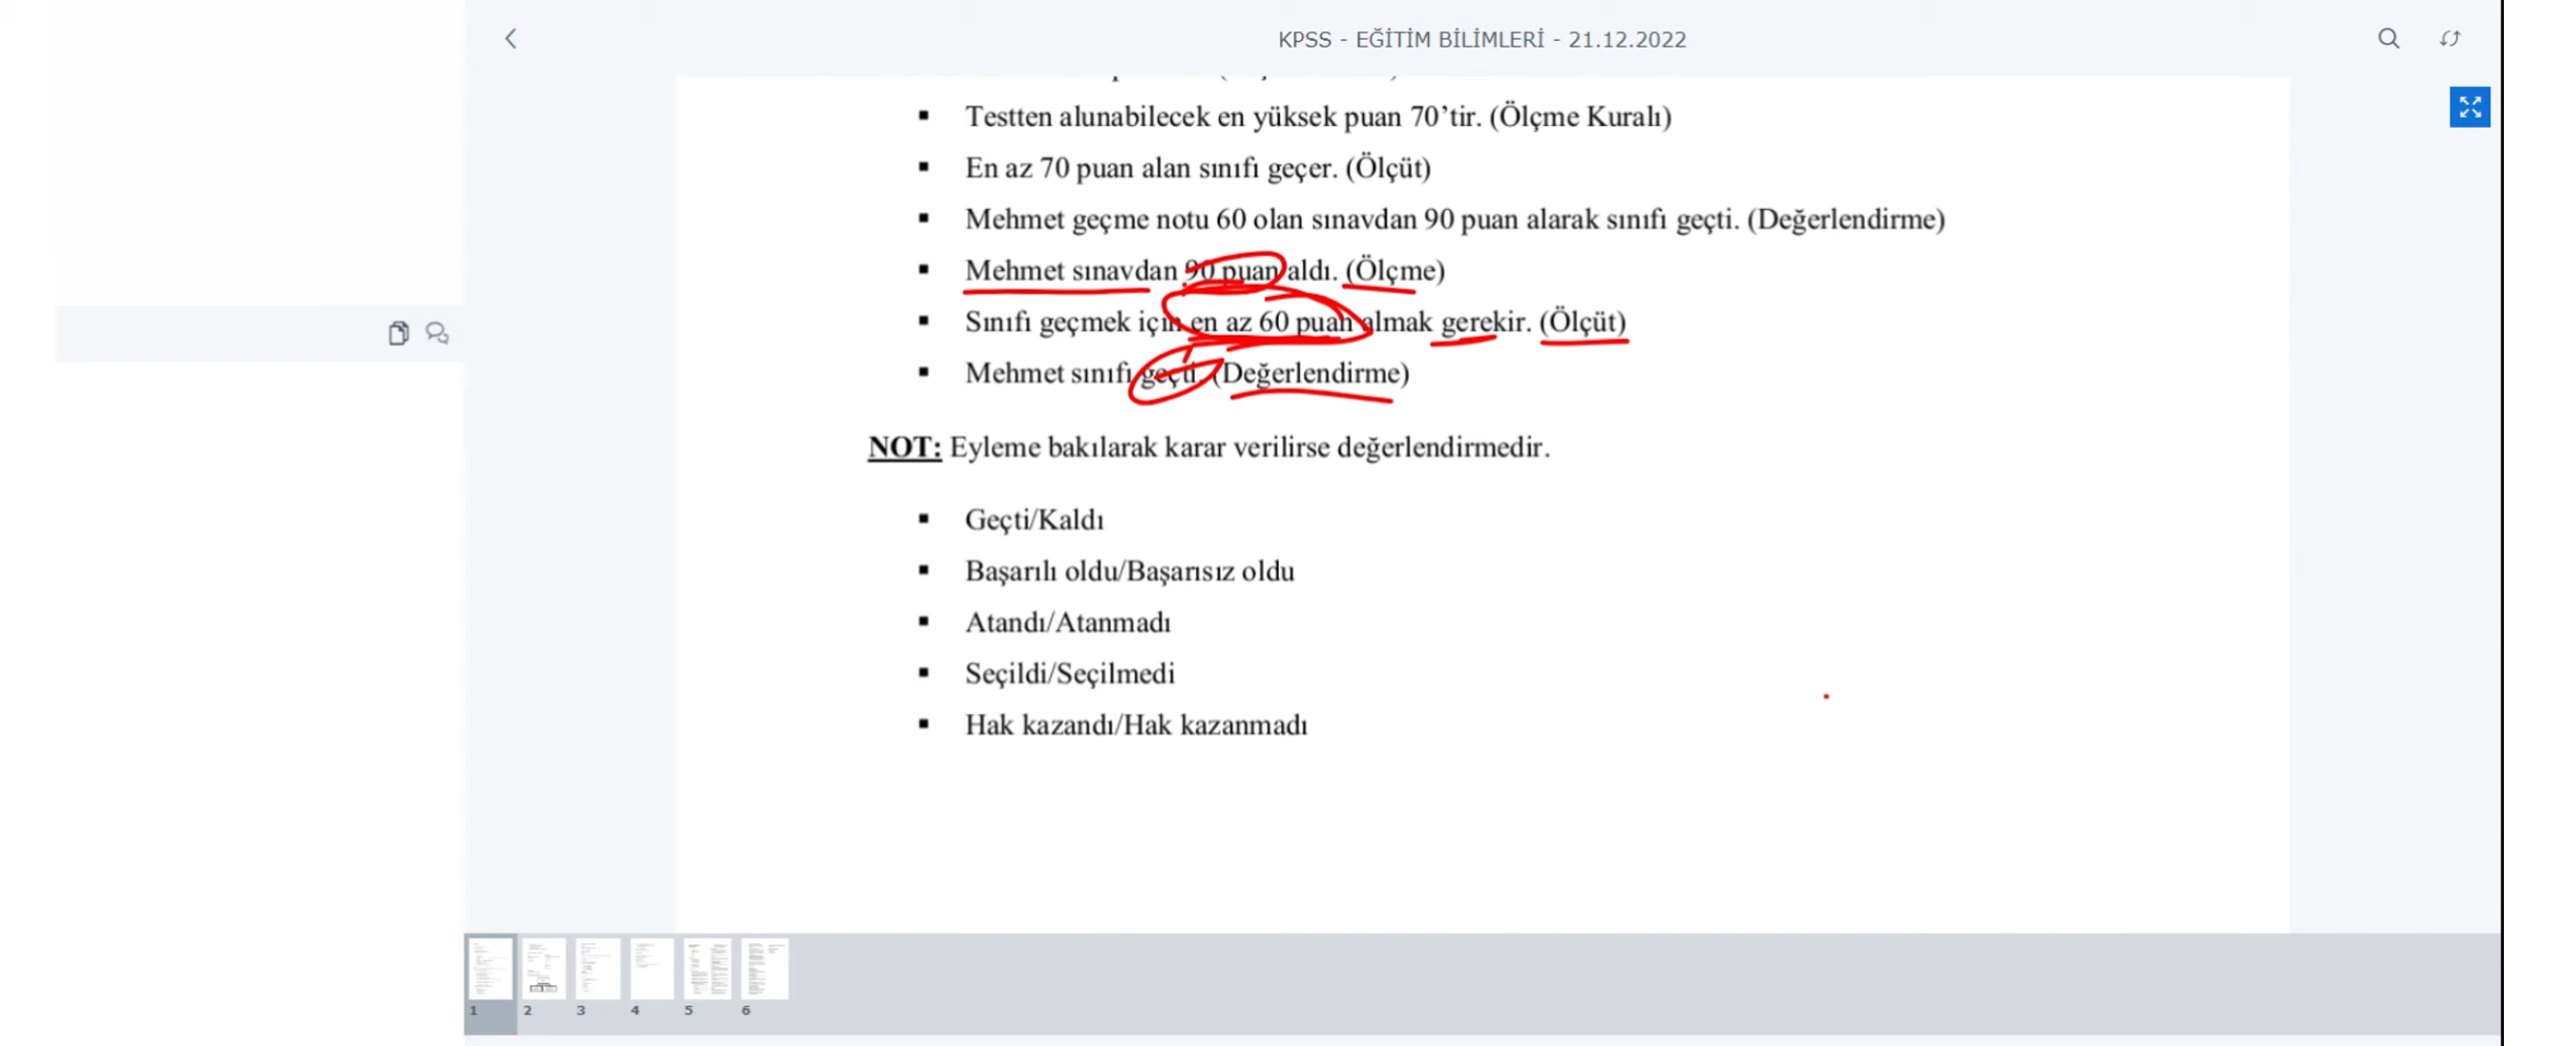 KPSS - EĞİTİM BİLİMLERİ - 21.12.2022
▪ Testten alunabilecek en yüksek puan 70’tir. (Ölçme Kuralı)
▪ En az 70 puan alan sınıfı geçer. (Ölçüt)
▪ Mehmet geçme notu 60 olan sınavdan 90 puan alarak sınıfı geçti. (Değerlendirme)
▪ Mehmet sınavdan 90 puan aldı. (Ölçme)
▪ Sınıfı geçmek için en az 60 puan almak gerekir. (Ölçüt)
▪ Mehmet sınıfı geçti. (Değerlendirme)
NOT: Eyleme bakılarak karar verilirse değerlendirmedir.
▪ Geçti/Kaldı
▪ Başarılı oldu/Başarısız oldu
▪ Atandı/Atanmadı
▪ Seçildi/Seçilmedi
▪ Hak kazandı/Hak kazanmadı
1 2 3 4 5 6